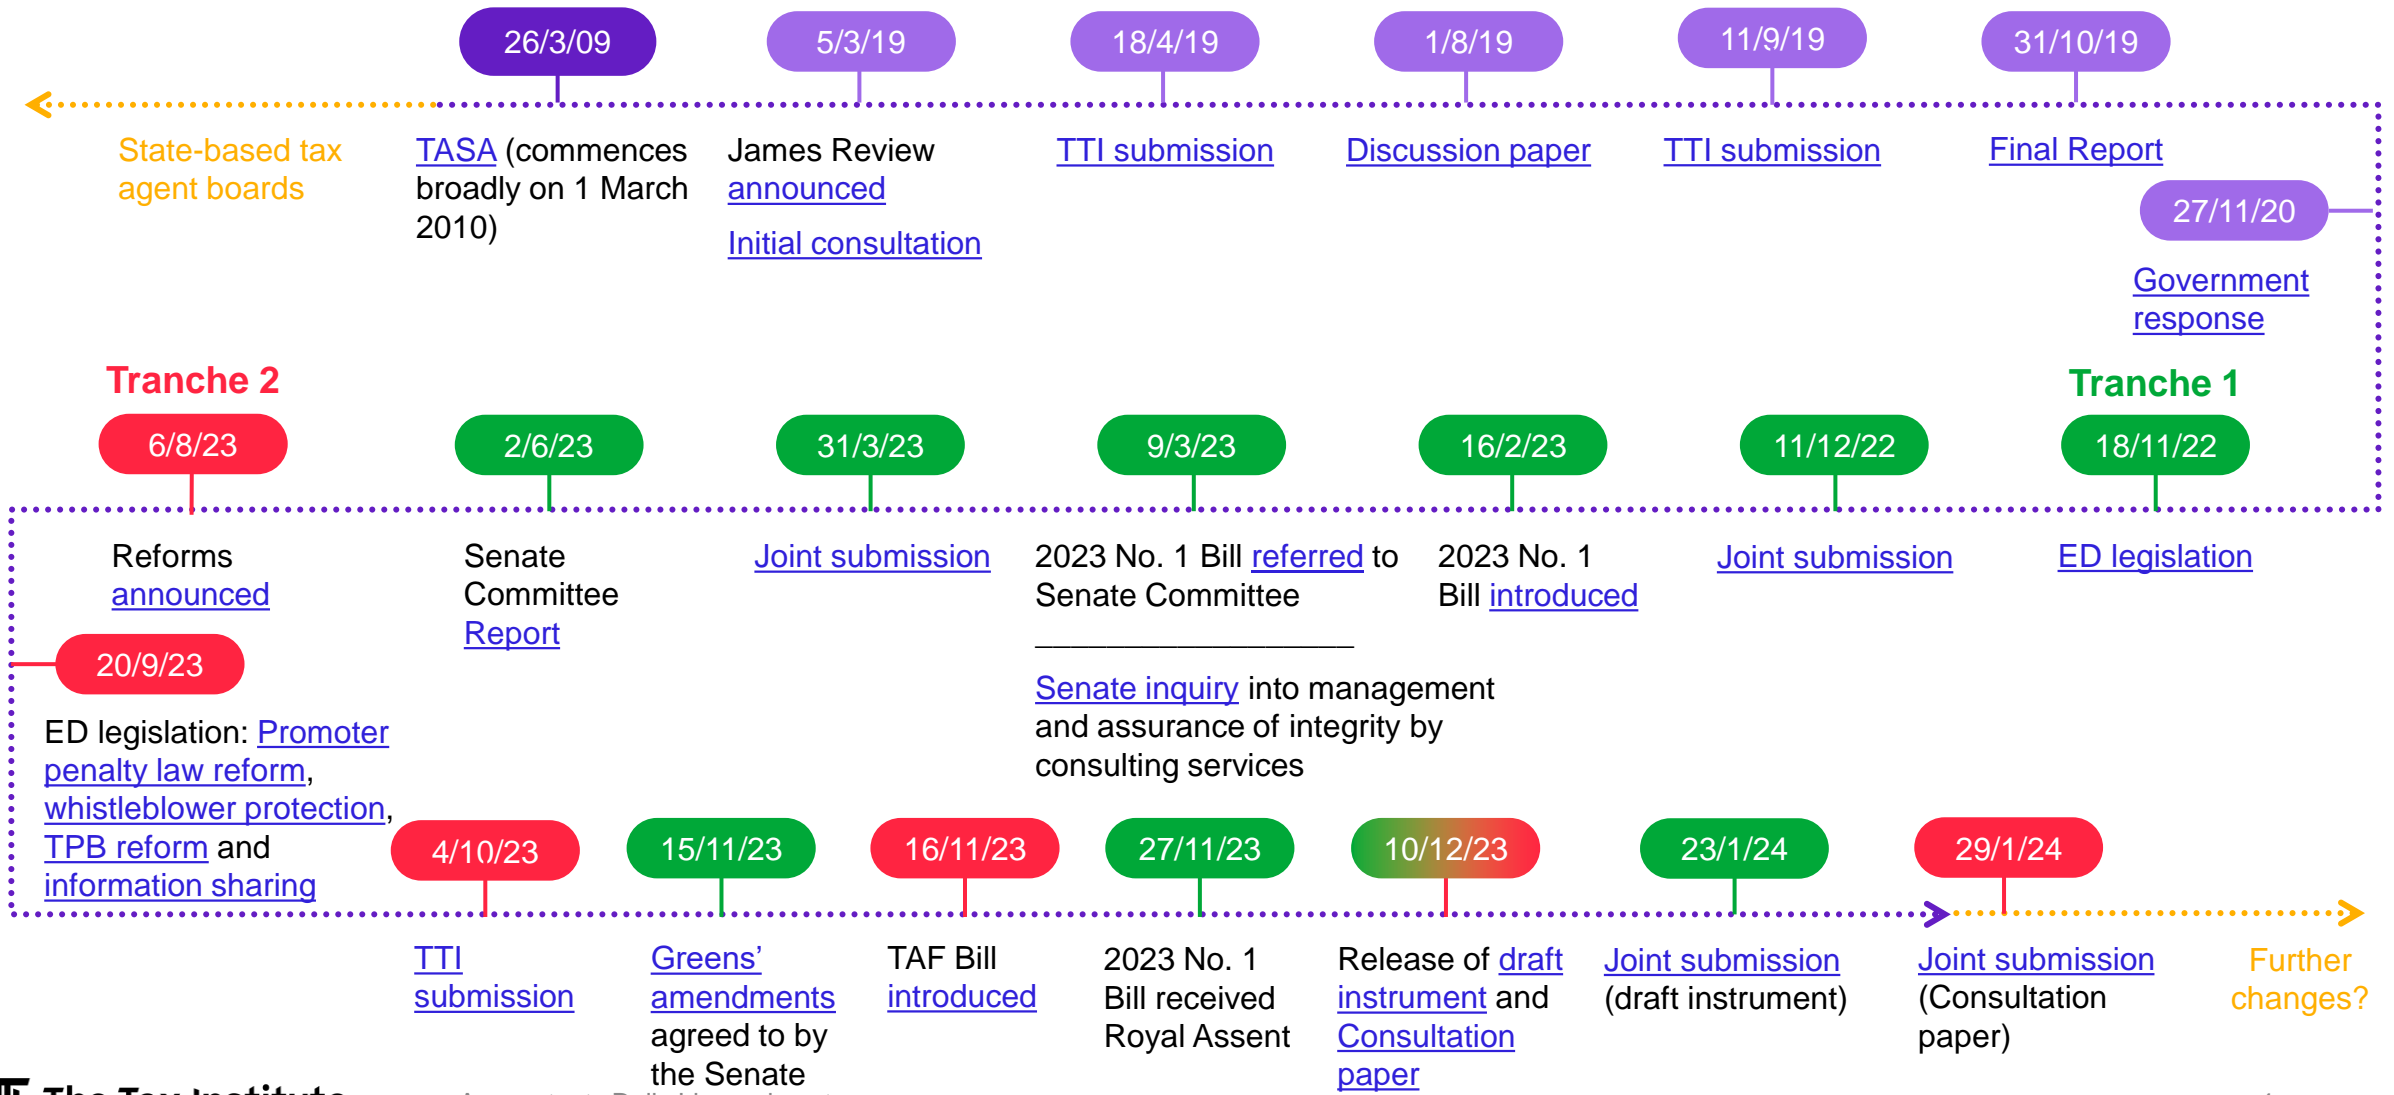 26/3/09
5/3/19
18/4/19
1/8/19
11/9/19
31/10/19
State-based tax
agent boards
TASA (commences
broadly on 1 March
2010)
James Review
announced
Initial consultation
TTI submission
Discussion paper
TTI submission
Final Report
27/11/20
Government
response
Tranche 1
18/11/22
ED legislation
11/12/22
Joint submission
16/2/23
2023 No. 1
Bill introduced
9/3/23
2023 No. 1 Bill referred to
Senate Committee
Senate inquiry into management
and assurance of integrity by
consulting services
31/3/23
Joint submission
2/6/23
Senate
Committee
Report
Tranche 2
6/8/23
Reforms
announced
20/9/23
ED legislation: Promoter
penalty law reform,
whistleblower protection,
TPB reform and
information sharing
4/10/23
TTI
submission
15/11/23
Greens’
amendments
agreed to by
the Senate
16/11/23
TAF Bill
introduced
27/11/23
2023 No. 1
Bill received
Royal Assent
10/12/23
Release of draft
instrument and
Consultation
paper
23/1/24
Joint submission
(draft instrument)
29/1/24
Joint submission
(Consultation
paper)
Further
changes?
The Tax Institute